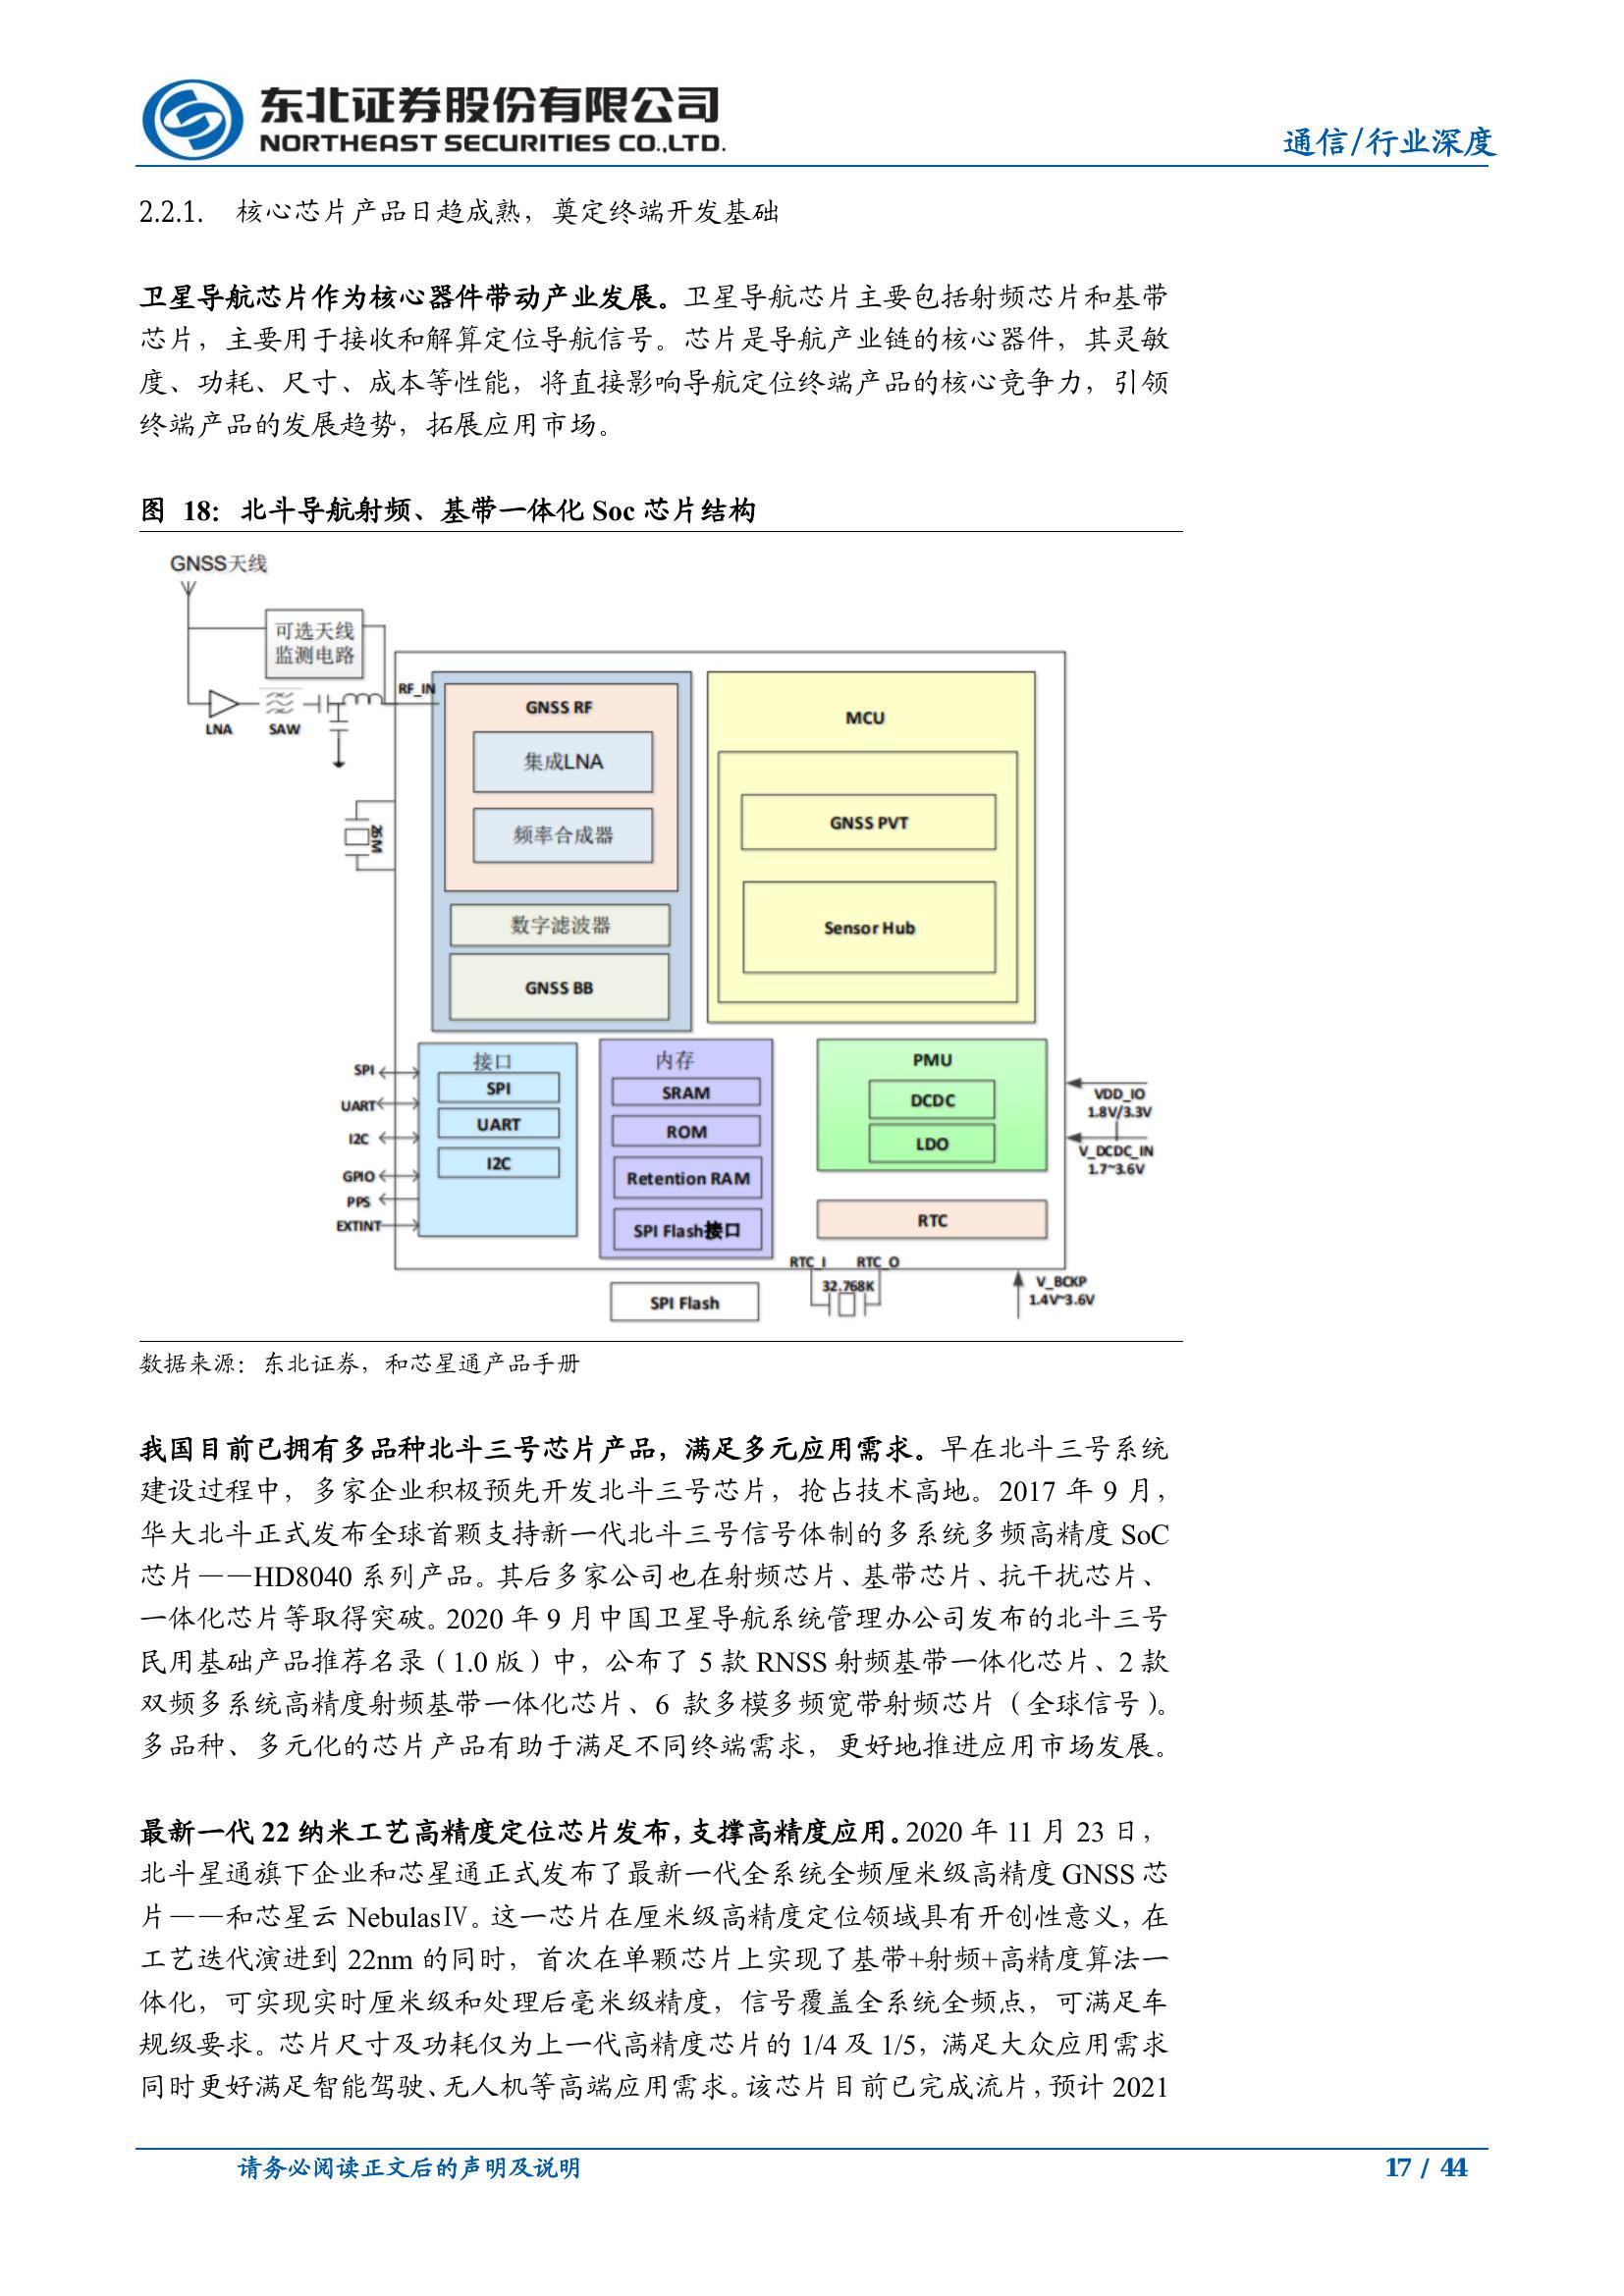 东北证券股份有限公司
NORTHEAST SECURITIES CO.,LTD.
通信/行业深度
2.2.1. 核心芯片产品日趋成熟，奠定终端开发基础
卫星导航芯片作为核心器件带动产业发展。卫星导航芯片主要包括射频芯片和基带
芯片，主要用于接收和解算定位导航信号。芯片是导航产业链的核心器件，其灵敏
度、功耗、尺寸、成本等性能，将直接影响导航定位终端产品的核心竞争力，引领
终端产品的发展趋势，拓展应用市场。
图 18：北斗导航射频、基带一体化 Soc 芯片结构
GNSS天线
可选天线
监测电路
RF_IN
LNA
SAW
GNSS RF
集成LNA
频率合成器
数字滤波器
GNSS BB
MCU
GNSS PVT
Sensor Hub
26M
SPI
UART
I2C
GPIO
PPS
EXTINT
接口
SPI
UART
I2C
内存
SRAM
ROM
Retention RAM
SPI Flash接口
PMU
DCDC
LDO
RTC
VDD_IO
1.8V/3.3V
V_DCDC_IN
1.7~3.6V
RTC_I
RTC_O
32.768K
SPI Flash
V_BCKP
1.4V~3.6V
数据来源：东北证券，和芯星通产品手册
我国目前已拥有多品种北斗三号芯片产品，满足多元应用需求。早在北斗三号系统
建设过程中，多家企业积极预先开发北斗三号芯片，抢占技术高地。2017 年 9 月，
华大北斗正式发布全球首颗支持新一代北斗三号信号体制的多系统多频高精度 SoC
芯片——HD8040 系列产品。其后多家公司也在射频芯片、基带芯片、抗干扰芯片、
一体化芯片等取得突破。2020 年 9 月中国卫星导航系统管理办公司发布的北斗三号
民用基础产品推荐名录（1.0 版）中，公布了 5 款 RNSS 射频基带一体化芯片、2 款
双频多系统高精度射频基带一体化芯片、6 款多模多频宽带射频芯片（全球信号）。
多品种、多元化的芯片产品有助于满足不同终端需求，更好地推进应用市场发展。
最新一代 22 纳米工艺高精度定位芯片发布，支撑高精度应用。2020 年 11 月 23 日，
北斗星通旗下企业和芯星通正式发布了最新一代全系统全频厘米级高精度 GNSS 芯
片——和芯星云 NebulasⅣ。这一芯片在厘米级高精度定位领域具有开创性意义，在
工艺迭代演进到 22nm 的同时，首次在单颗芯片上实现了基带+射频+高精度算法一
体化，可实现实时厘米级和处理后毫米级精度，信号覆盖全系统全频点，可满足车
规级要求。芯片尺寸及功耗仅为上一代高精度芯片的 1/4 及 1/5，满足大众应用需求
同时更好满足智能驾驶、无人机等高端应用需求。该芯片目前已完成流片，预计 2021
请务必阅读正文后的声明及说明
17 / 44